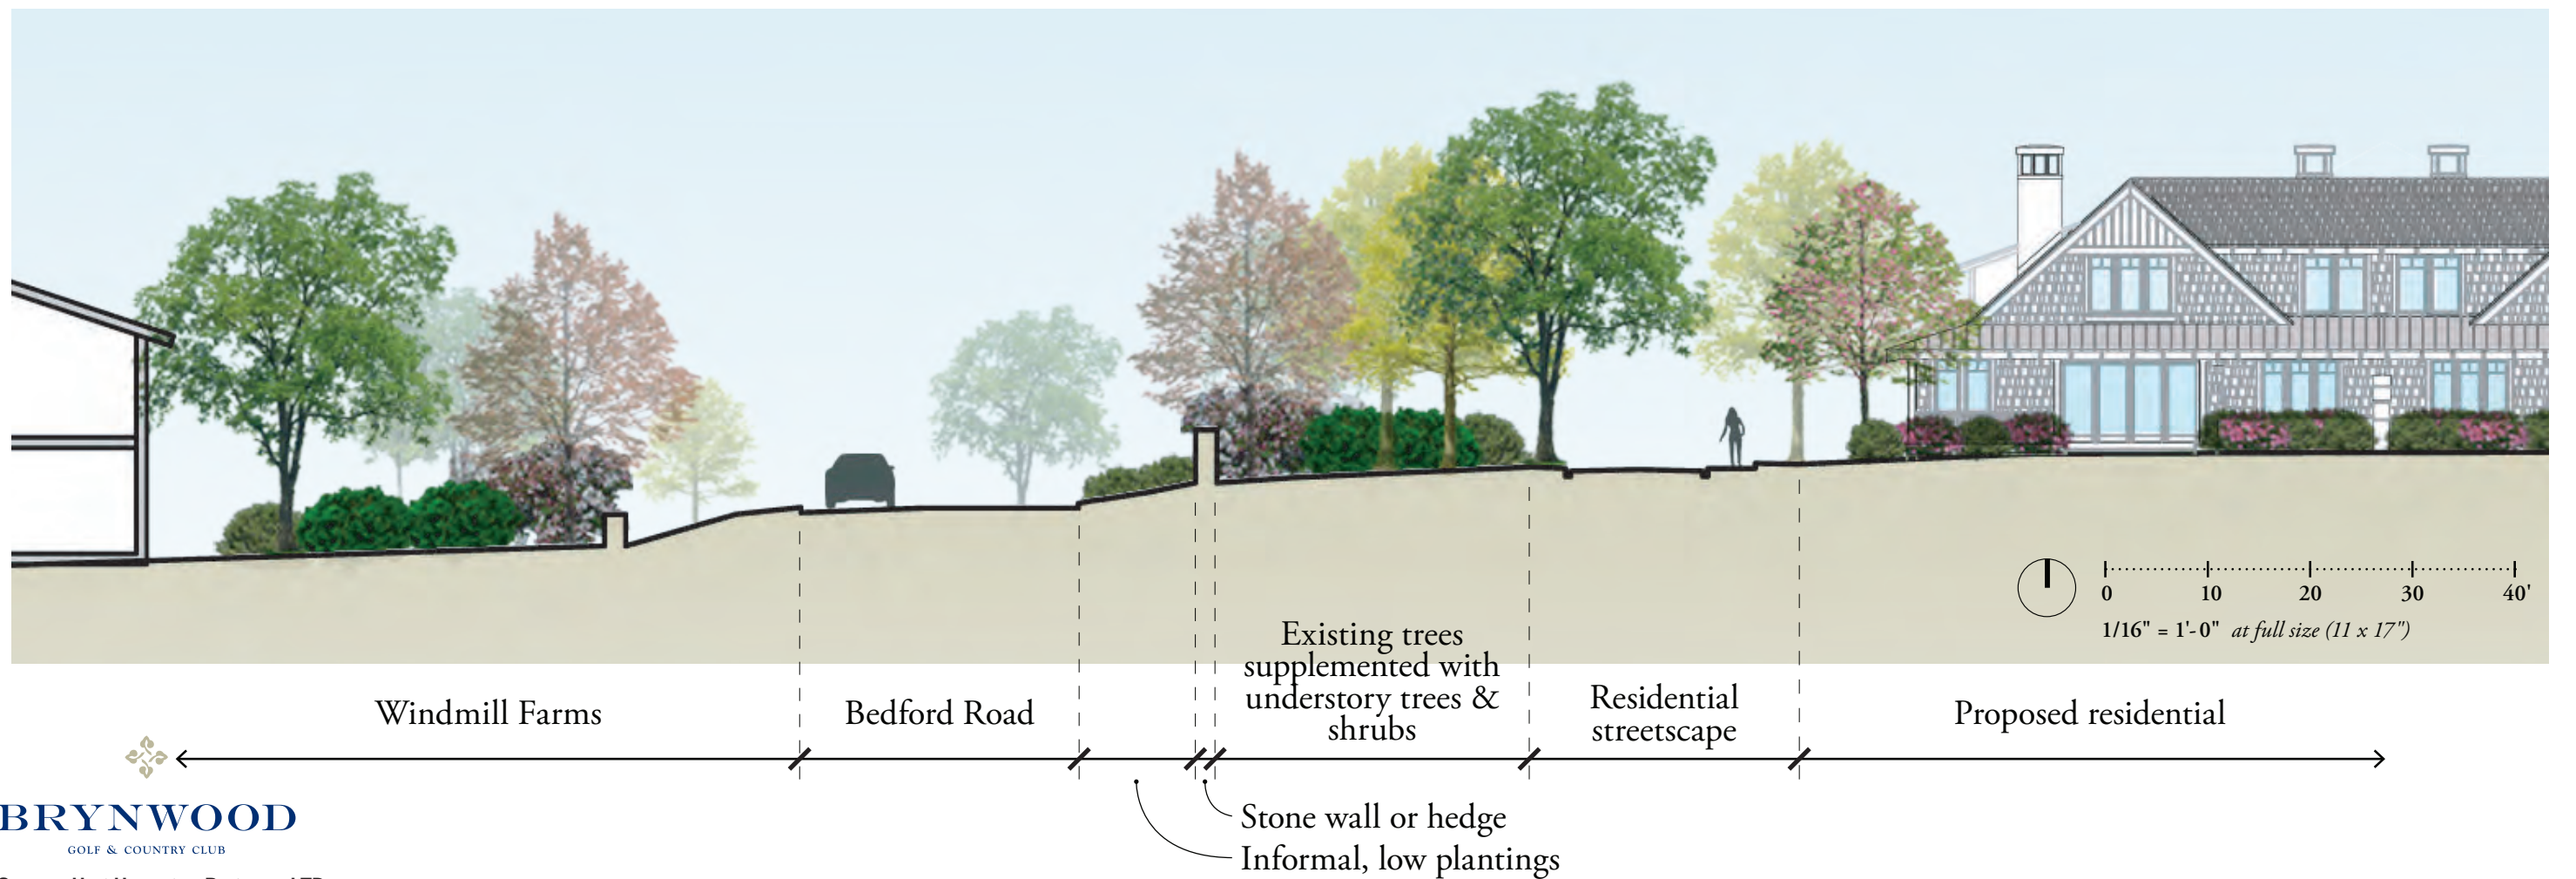 0 10 20 30 40'
1/16" = 1'-0" at full size (11 x 17")
Existing trees
supplemented with
understory trees &
shrubs
Windmill Farms
Bedford Road
Residential
streetscape
Proposed residential
Stone wall or hedge
Informal, low plantings
BRYNWOOD
GOLF & COUNTRY CLUB